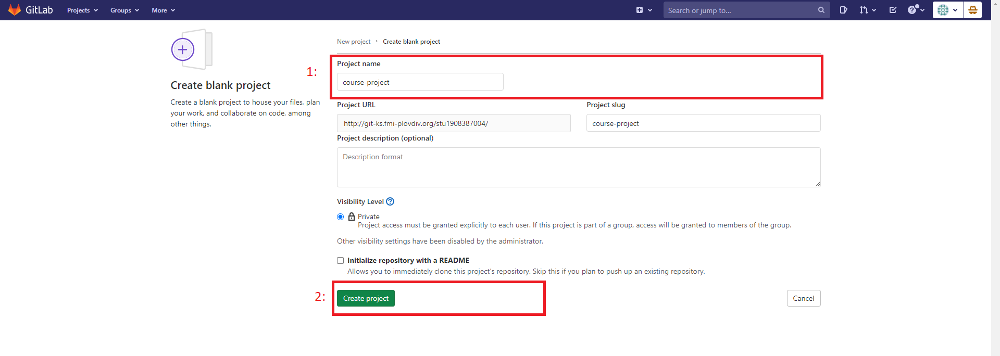 GitLab Projects Groups More Search or jump to...
New project › Create blank project
1:
Project name
course-project
Create blank project
Create a blank project to house your files, plan
your work, and collaborate on code, among
other things.
Project URL Project slug
http://git-ks.fmi-plovdiv.org/stu1908387004/ course-project
Project description (optional)
Description format
Visibility Level
Private
Project access must be granted explicitly to each user. If this project is part of a group, access will be granted to members of the group.
Other visibility settings have been disabled by the administrator.
Initialize repository with a README
Allows you to immediately clone this project’s repository. Skip this if you plan to push up an existing repository.
2:
Create project Cancel